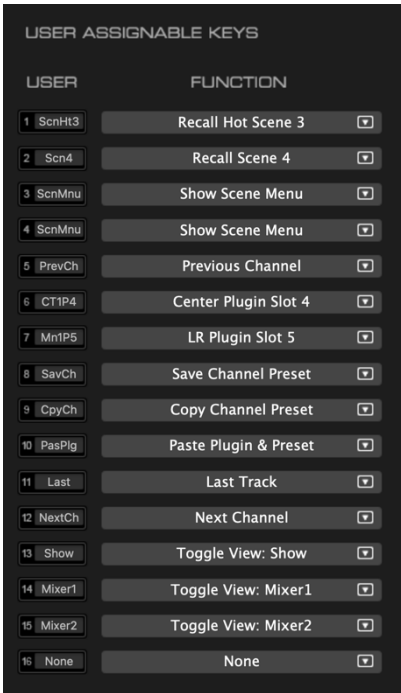 USER ASSIGNABLE KEYS
USER FUNCTION
1 ScnHt3 Recall Hot Scene 3
2 Scn4 Recall Scene 4
3 ScnMnu Show Scene Menu
4 ScnMnu Show Scene Menu
5 PrevCh Previous Channel
6 CT1P4 Center Plugin Slot 4
7 Mn1P5 LR Plugin Slot 5
8 SavCh Save Channel Preset
9 CpyCh Copy Channel Preset
10 PasPlg Paste Plugin & Preset
11 Last Last Track
12 NextCh Next Channel
13 Show Toggle View: Show
14 Mixer1 Toggle View: Mixer1
15 Mixer2 Toggle View: Mixer2
16 None None